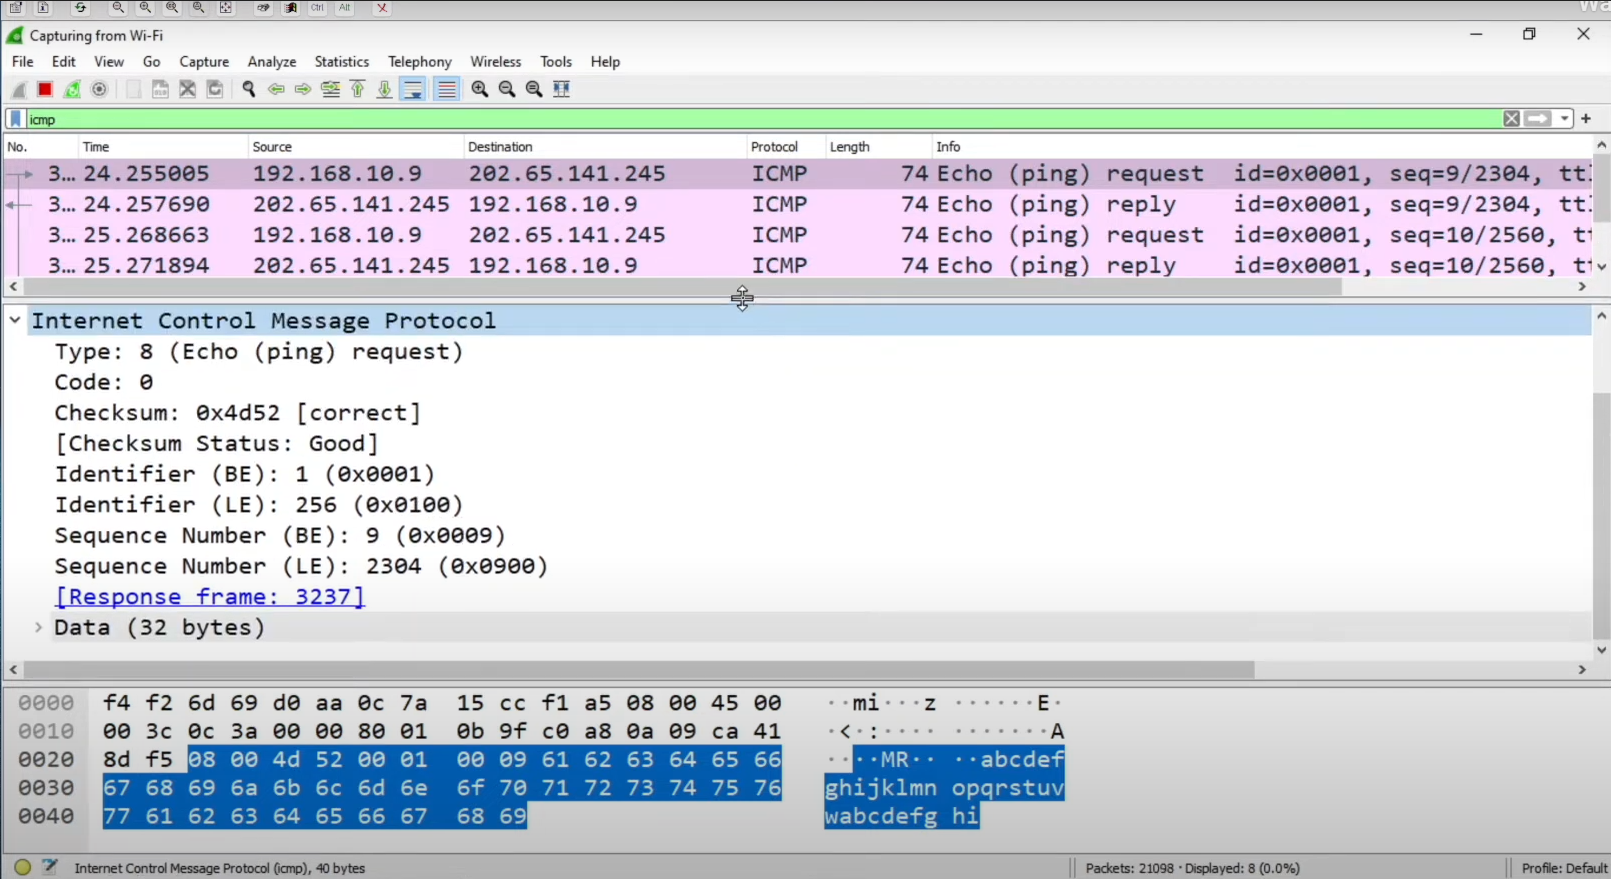 Ctrl Alt
Wa
Capturing from Wi-Fi
File Edit View Go Capture Analyze Statistics Telephony Wireless Tools Help
icmp
No. Time Source Destination Protocol Length Info
3... 24.255005 192.168.10.9 202.65.141.245 ICMP 74 Echo (ping) request id=0x0001, seq=9/2304, ttl
3... 24.257690 202.65.141.245 192.168.10.9 ICMP 74 Echo (ping) reply id=0x0001, seq=9/2304, ttl
3... 25.268663 192.168.10.9 202.65.141.245 ICMP 74 Echo (ping) request id=0x0001, seq=10/2560, tt
3... 25.271894 202.65.141.245 192.168.10.9 ICMP 74 Echo (ping) reply id=0x0001, seq=10/2560, tt
Internet Control Message Protocol
Type: 8 (Echo (ping) request)
Code: 0
Checksum: 0x4d52 [correct]
[Checksum Status: Good]
Identifier (BE): 1 (0x0001)
Identifier (LE): 256 (0x0100)
Sequence Number (BE): 9 (0x0009)
Sequence Number (LE): 2304 (0x0900)
[Response frame: 3237]
Data (32 bytes)
0000 f4 f2 6d 69 d0 aa 0c 7a 15 cc f1 a5 08 00 45 00 ··mi···z ······E·
0010 00 3c 0c 3a 00 00 80 01 0b 9f c0 a8 0a 09 ca 41 ·<·:···· ·······A
0020 8d f5 08 00 4d 52 00 01 00 09 61 62 63 64 65 66 ····MR·· ··abcdef
0030 67 68 69 6a 6b 6c 6d 6e 6f 70 71 72 73 74 75 76 ghijklmn opqrstuv
0040 77 61 62 63 64 65 66 67 68 69 wabcdefg hi
Internet Control Message Protocol (icmp), 40 bytes Packets: 21098 · Displayed: 8 (0.0%) Profile: Default